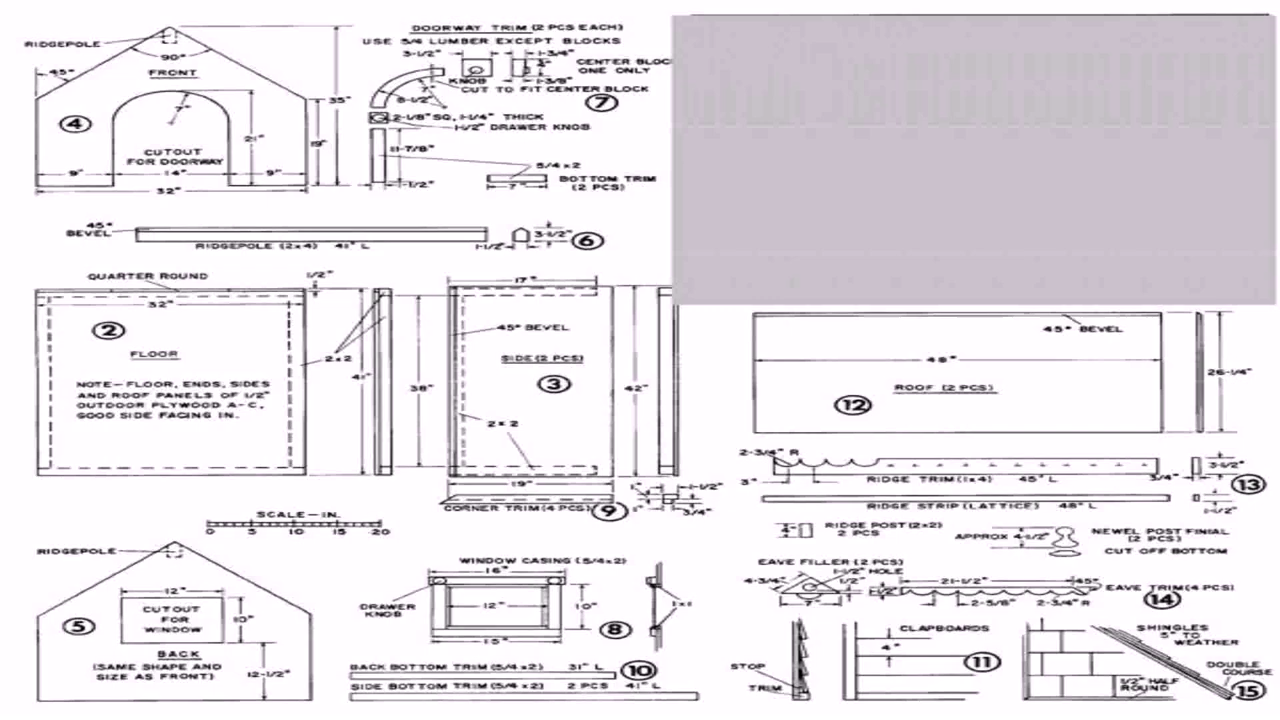 RIDGEPOLE
90°
45°
FRONT
4
7"
CUTOUT
FOR DOORWAY
21"
19"
35"
9"
14"
9"
32"
DOORWAY TRIM (2 PCS EACH)
USE 5/4 LUMBER EXCEPT BLOCKS
3-1/2"
1-3/4"
CENTER BLOC
ONE ONLY
KNOB
1-3/8"
7"
CUT TO FIT CENTER BLOCK
8-1/2"
7
2-1/8" SQ, 1-1/4" THICK
1-1/2" DRAWER KNOB
11-7/8"
5/4 x 2
BOTTOM TRIM
(2 PCS)
7"
1-1/2"
45°
BEVEL
RIDGEPOLE (2x4) 41" L
3-1/2"
1-1/2"
6
QUARTER ROUND
1/2"
32"
2
FLOOR
2x2
41"
NOTE-FLOOR, ENDS, SIDES
AND ROOF PANELS OF 1/2"
OUTDOOR PLYWOOD A-C,
GOOD SIDE FACING IN.
17"
45° BEVEL
SIDE (2 PCS)
3
38"
42"
2 x 2
19"
CORNER TRIM (4 PCS)
9
1"
1-1/2"
1"
3/4"
45° BEVEL
48"
ROOF (2 PCS)
12
26-1/4"
2-3/4" R
3"
RIDGE TRIM (1x4) 45" L
3/4"
3-1/2"
13
RIDGE STRIP (LATTICE) 48" L
1-1/2"
4"
RIDGE POST (2x2)
2 PCS
APPROX 4-1/2"
NEWEL POST FINIAL
(2 PCS)
CUT OFF BOTTOM
SCALE-IN.
0 5 10 15 20
RIDGEPOLE
12"
5
CUTOUT
FOR
WINDOW
10"
BACK
(SAME SHAPE AND
SIZE AS FRONT)
12-1/2"
WINDOW CASING (5/4x2)
16"
DRAWER
KNOB
12"
10"
1x1
15"
8
BACK BOTTOM TRIM (5/4 x2) 31" L
10
SIDE BOTTOM TRIM (5/4 x2) 2 PCS 41" L
EAVE FILLER (2 PCS)
1-1/2" HOLE
4-3/4"
1/2"
7"
21-1/2"
45°
EAVE TRIM (4 PCS)
2-5/8"
2-3/4" R
14
CLAPBOARDS
4"
STOP
TRIM
11
SHINGLES
5" TO
WEATHER
DOUBLE
COURSE
1/2" HALF
ROUND
15